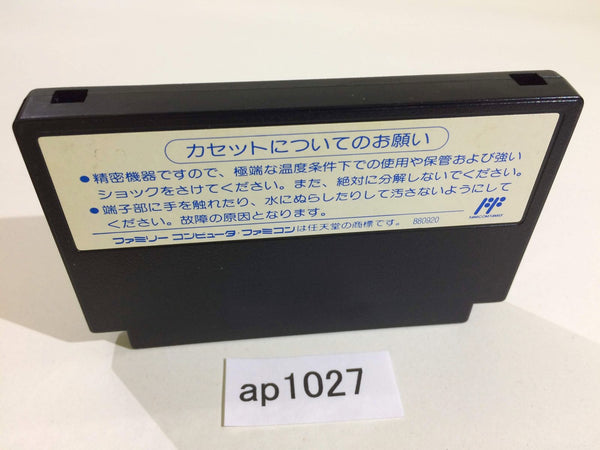 カセットについてのお願い
●精密機器ですので、極端な温度条件下での使用や保管および強い
ショックをさけてください。また、絶対に分解しないでください。
●端子部に手を触れたり、水にぬらしたりして汚さないようにして
ください。故障の原因となります。
ファミリーコンピュータ・ファミコンは任天堂の商標です。 880920
ap1027